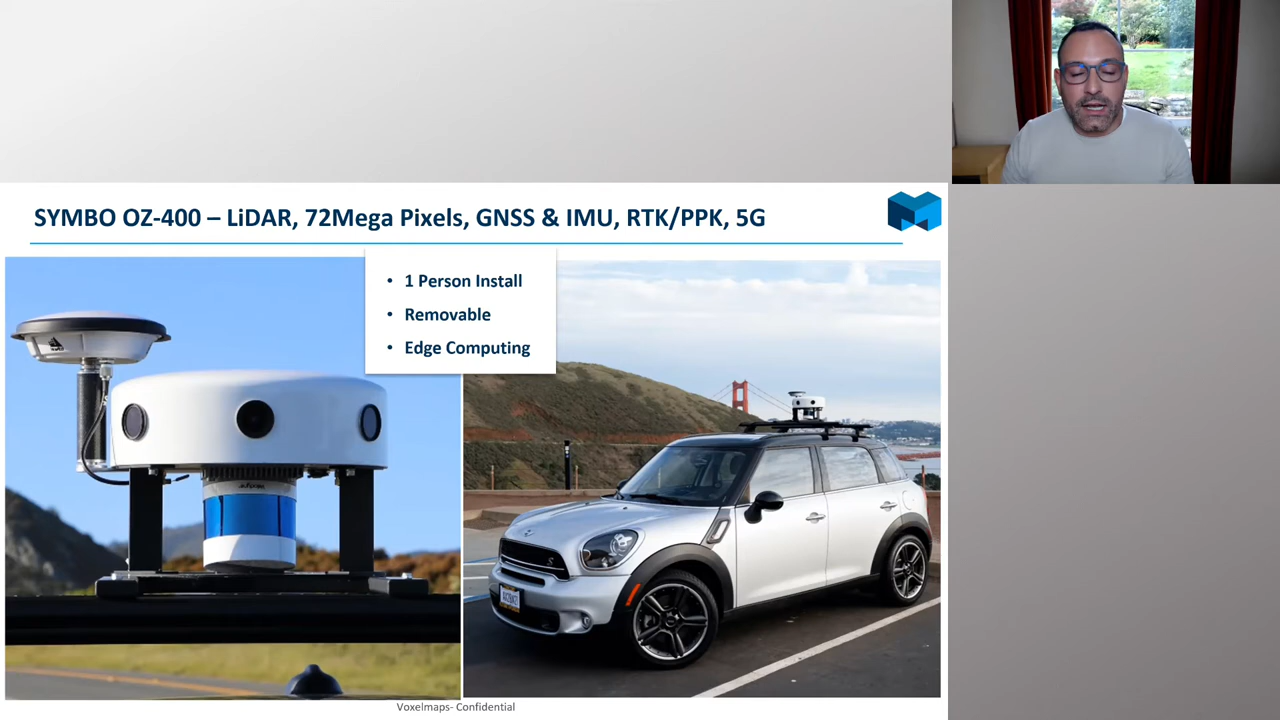 SYMBO OZ-400 – LiDAR, 72Mega Pixels, GNSS & IMU, RTK/PPK, 5G
• 1 Person Install
• Removable
• Edge Computing
Voxelmaps- Confidential